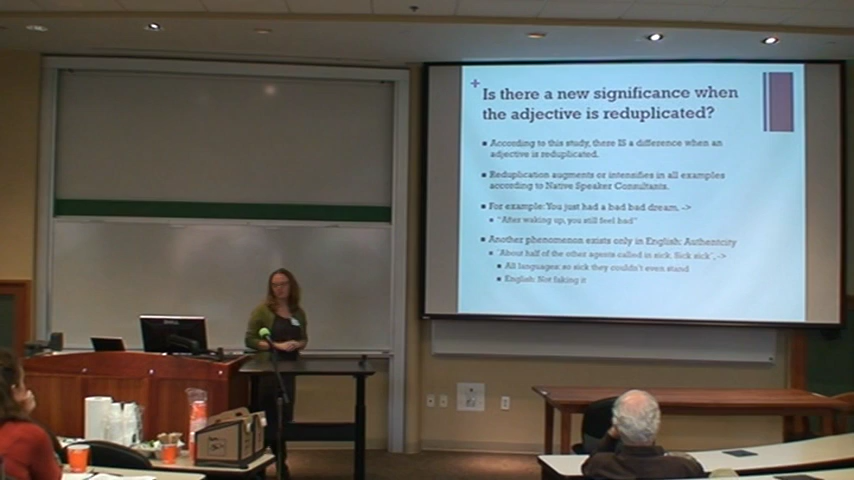 + Is there a new significance when
the adjective is reduplicated?
■ According to this study, there IS a difference when an
adjective is reduplicated.
■ Reduplication augments or intensifies in all examples
according to Native Speaker Consultants.
■ For example: You just had a bad bad dream, ->
■ "After waking up, you still feel bad"
■ Another phenomenon exists only in English: Authenticity
■ "About half of the other agents called in sick. Sick sick", ->
■ All languages: so sick they couldn't even stand
■ English: Not faking it
DELL